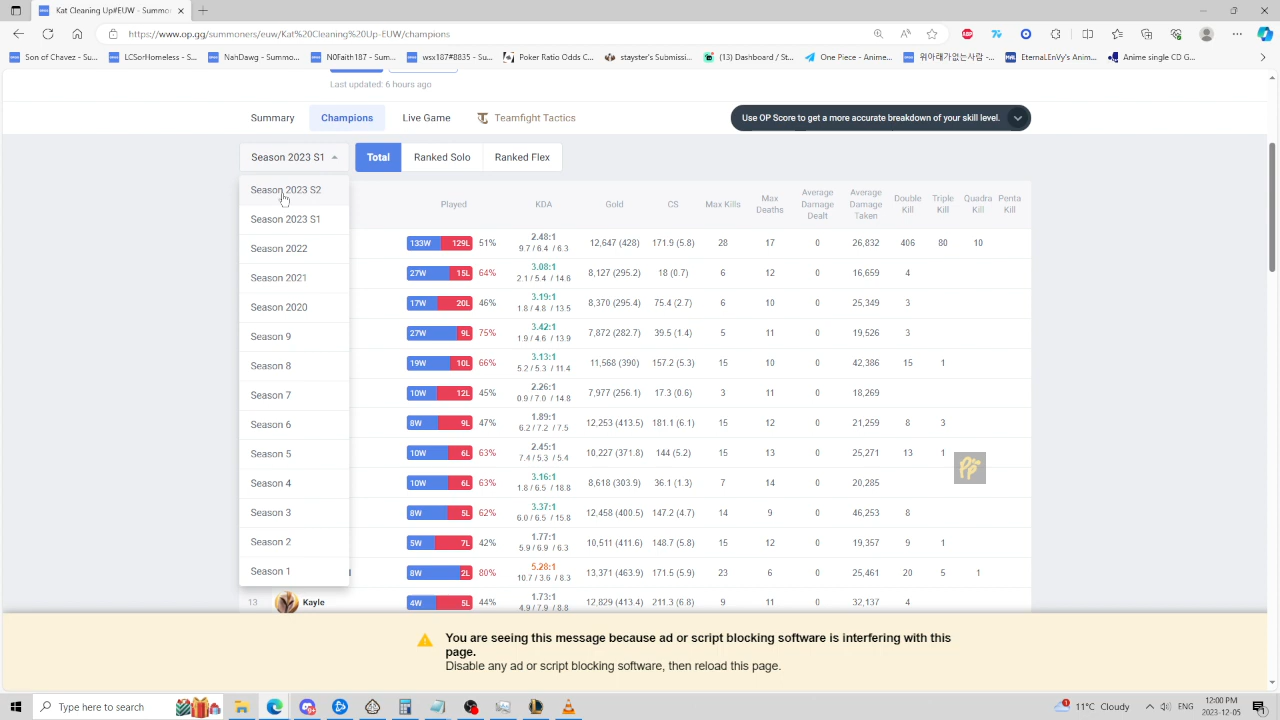 Kat Cleaning Up#EUW - Summo
https://www.op.gg/summoners/euw/Kat%20Cleaning%20Up-EUW/champions
Son of Chavez - Su...
LCSorHomeless - S...
NahDawg - Summo...
N0Faith187 - Sum...
wsx187#8835 - Su...
Poker Ratio Odds C...
stayster's Submissi...
(13) Dashboard / St...
One Piece - Anime...
위아래가없는사람 -...
EternalLEnVy's Anim...
Anime single CD G...
Last updated: 6 hours ago
Summary
Champions
Live Game
Teamfight Tactics
Use OP Score to get a more accurate breakdown of your skill level.
Season 2023 S1
Total
Ranked Solo
Ranked Flex
Season 2023 S2
Season 2023 S1
Season 2022
Season 2021
Season 2020
Season 9
Season 8
Season 7
Season 6
Season 5
Season 4
Season 3
Season 2
Season 1
Played KDA Gold CS Max Kills Max Deaths Average Damage Dealt Average Damage Taken Double Kill Triple Kill Quadra Kill Penta Kill
133W 129L 51% 2.48:1 9.7 / 6.4 / 6.3 12,647 (428) 171.9 (5.8) 28 17 0 26,832 406 80 10
27W 15L 64% 3.08:1 2.1 / 5.4 / 14.6 8,127 (295.2) 18 (0.7) 6 12 0 16,659 4
17W 20L 46% 3.19:1 1.8 / 4.8 / 13.5 8,370 (295.4) 75.4 (2.7) 6 10 0 25,349 3
27W 9L 75% 3.42:1 1.9 / 4.6 / 13.9 7,872 (282.7) 39.5 (1.4) 5 11 0 19,526 3
19W 10L 66% 3.13:1 5.2 / 5.3 / 11.4 11,568 (390) 157.2 (5.3) 15 10 0 42,386 15 1
10W 12L 45% 2.26:1 0.9 / 7.0 / 14.8 7,977 (256.1) 17.3 (0.6) 3 11 0 18,269
8W 9L 47% 1.89:1 6.2 / 7.2 / 7.5 12,253 (413.5) 181.1 (6.1) 15 12 0 21,259 8 3
10W 6L 63% 2.45:1 7.4 / 5.3 / 5.4 10,227 (371.8) 144 (5.2) 15 13 0 25,271 13 1
10W 6L 63% 3.16:1 1.8 / 6.5 / 18.8 8,618 (303.9) 36.1 (1.3) 7 14 0 20,285
8W 5L 62% 3.37:1 6.0 / 6.5 / 15.8 12,458 (400.5) 147.2 (4.7) 14 9 0 46,253 8
5W 7L 42% 1.77:1 5.9 / 6.9 / 6.3 10,511 (411.6) 148.7 (5.8) 15 12 0 19,357 9 1
8W 2L 80% 5.28:1 10.7 / 3.6 / 8.3 13,371 (463.9) 171.5 (5.9) 23 6 0 25,461 20 5 1
13 Kayle 4W 5L 44% 1.73:1 4.9 / 7.9 / 8.8 12,829 (413.4) 211.3 (6.8) 9 11 0 32,137 4
You are seeing this message because ad or script blocking software is interfering with this
page.
Disable any ad or script blocking software, then reload this page.
Type here to search
11°C Cloudy
ENG
12:00 PM
2023-12-05